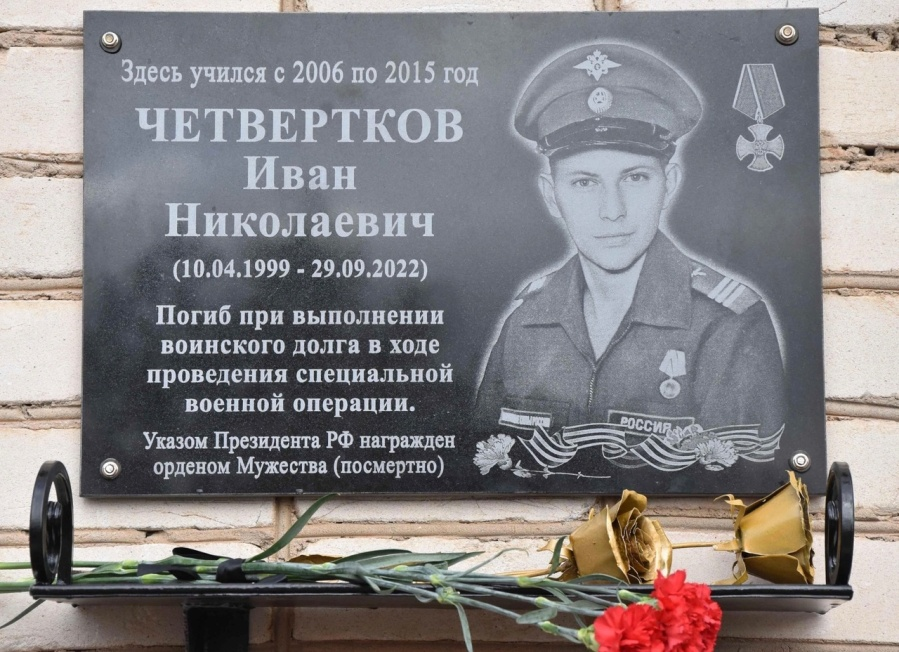 Здесь учился с 2006 по 2015 год
ЧЕТВЕРТКОВ
Иван
Николаевич
(10.04.1999 - 29.09.2022)
Погиб при выполнении
воинского долга в ходе
проведения специальной
военной операции.
Указом Президента РФ награжден
орденом Мужества (посмертно)
РОССИЯ